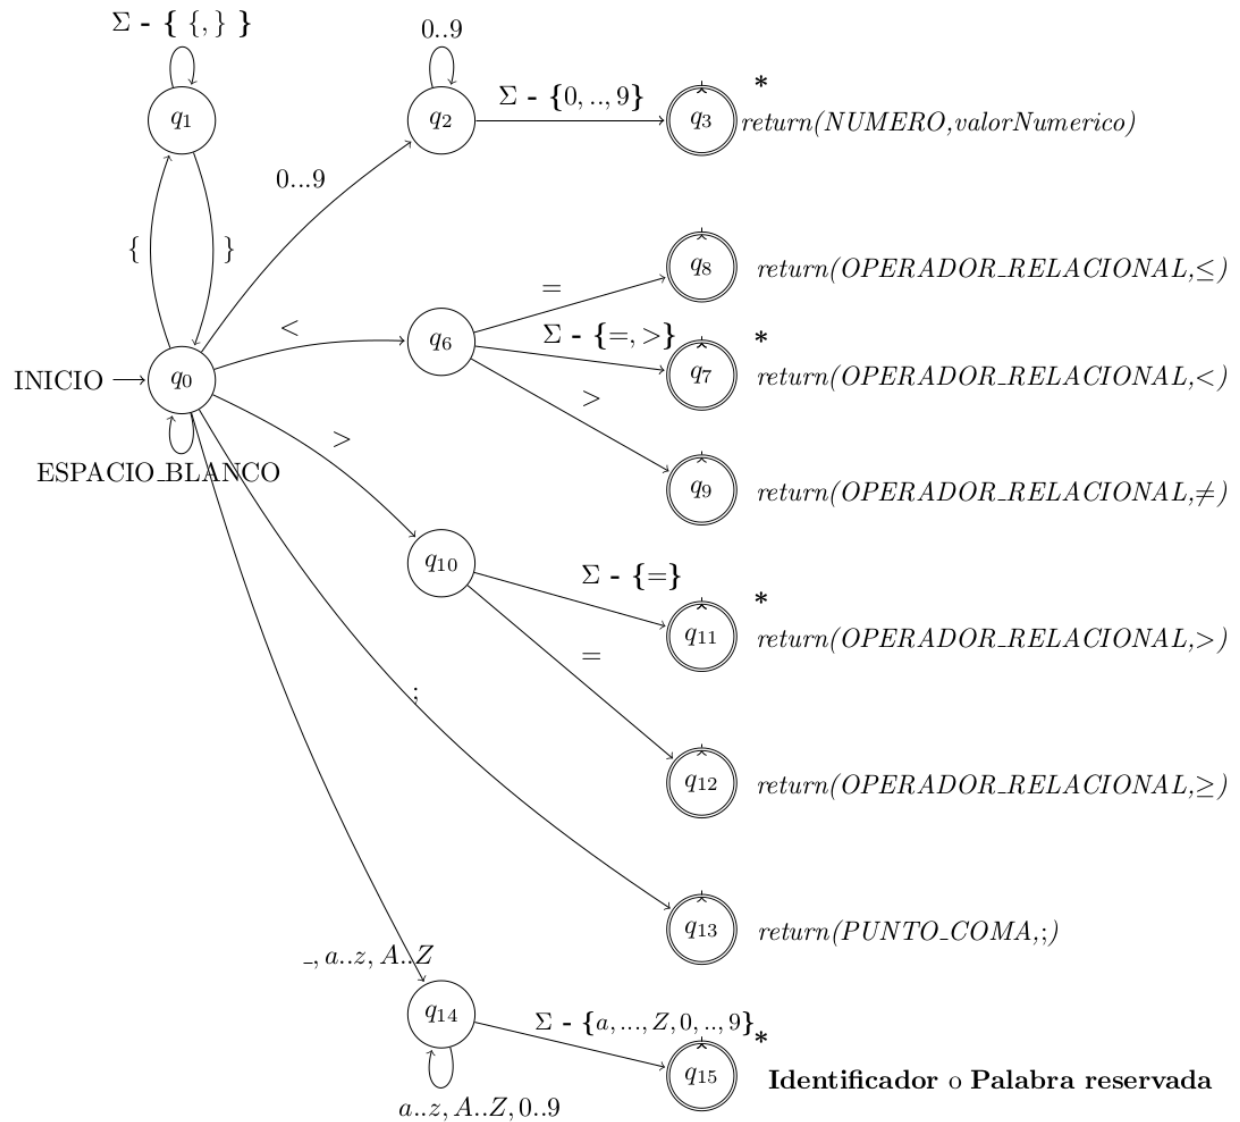 Σ - { {, } }
0..9
q1
q2
Σ - {0, .., 9}
q3
*
return(NUMERO,valorNumerico)
0...9
{
}
q8
return(OPERADOR_RELACIONAL,≤)
=
<
q6
Σ - {=, >}
q7
*
return(OPERADOR_RELACIONAL,<)
INICIO
q0
>
ESPACIO_BLANCO
>
q9
return(OPERADOR_RELACIONAL,≠)
q10
Σ - {=}
q11
*
return(OPERADOR_RELACIONAL,>)
=
;
q12
return(OPERADOR_RELACIONAL,≥)
q13
return(PUNTO_COMA,;)
_, a..z, A..Z
q14
Σ - {a, ..., Z, 0, .., 9}
*
q15
Identificador o Palabra reservada
a..z, A..Z, 0..9